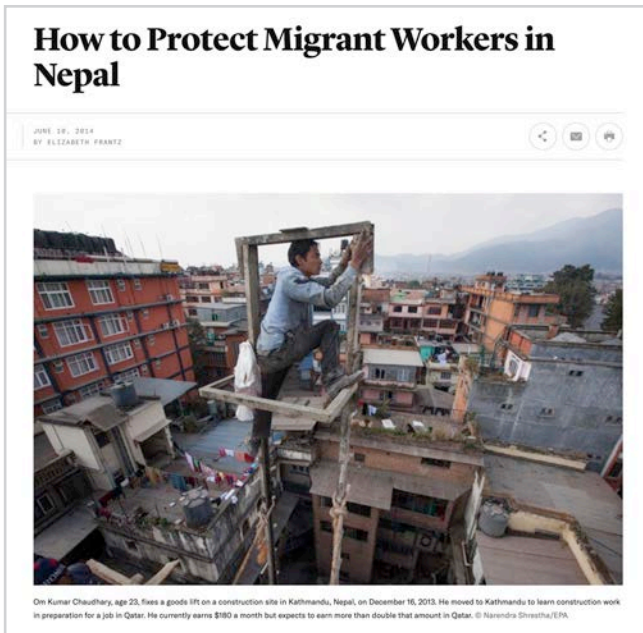 How to Protect Migrant Workers in
Nepal
JUNE 10, 2014
BY ELIZABETH FRANTZ
Om Kumar Chaudhary, age 23, fixes a goods lift on a construction site in Kathmandu, Nepal, on December 16, 2013. He moved to Kathmandu to learn construction work
in preparation for a job in Qatar. He currently earns $180 a month but expects to earn more than double that amount in Qatar. © Narendra Shrestha/EPA